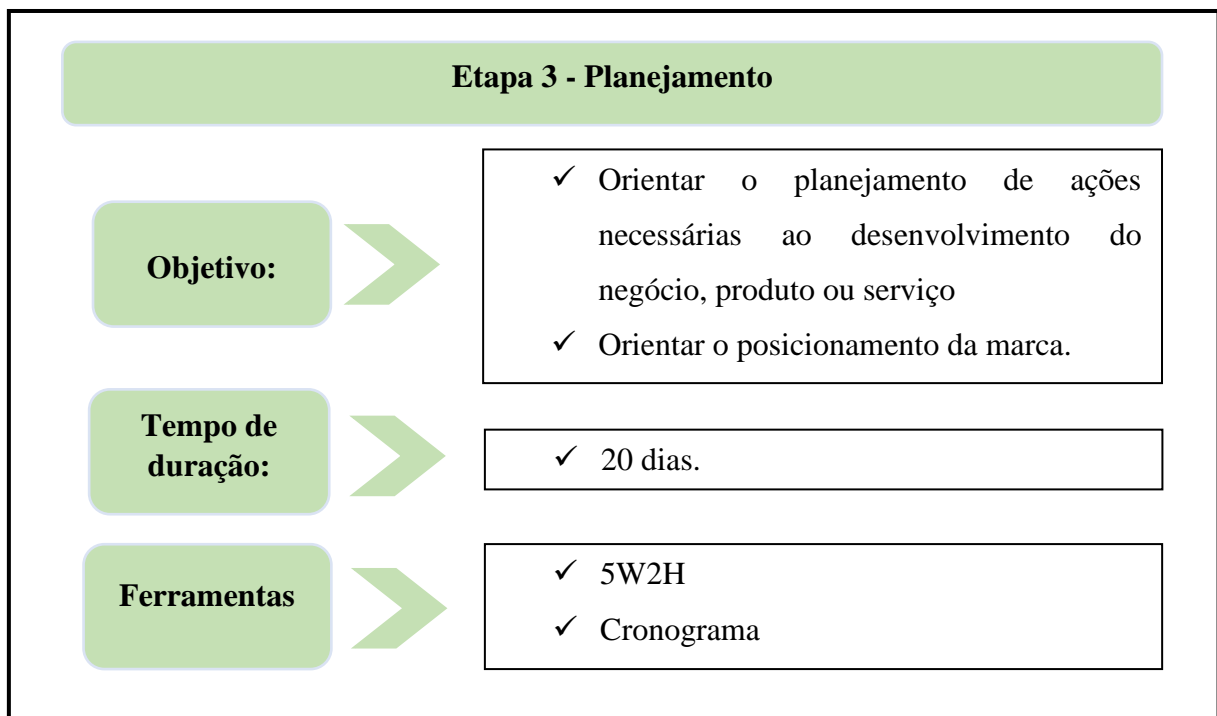 Etapa 3 - Planejamento
Objetivo:
✓ Orientar o planejamento de ações
necessárias ao desenvolvimento do
negócio, produto ou serviço
✓ Orientar o posicionamento da marca.
Tempo de
duração:
✓ 20 dias.
Ferramentas
✓ 5W2H
✓ Cronograma